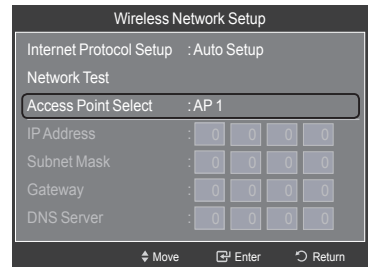 Wireless Network Setup
Internet Protocol Setup : Auto Setup
Network Test
Access Point Select : AP 1
IP Address : 0 0 0 0
Subnet Mask : 0 0 0 0
Gateway : 0 0 0 0
DNS Server : 0 0 0 0
Move Enter Return